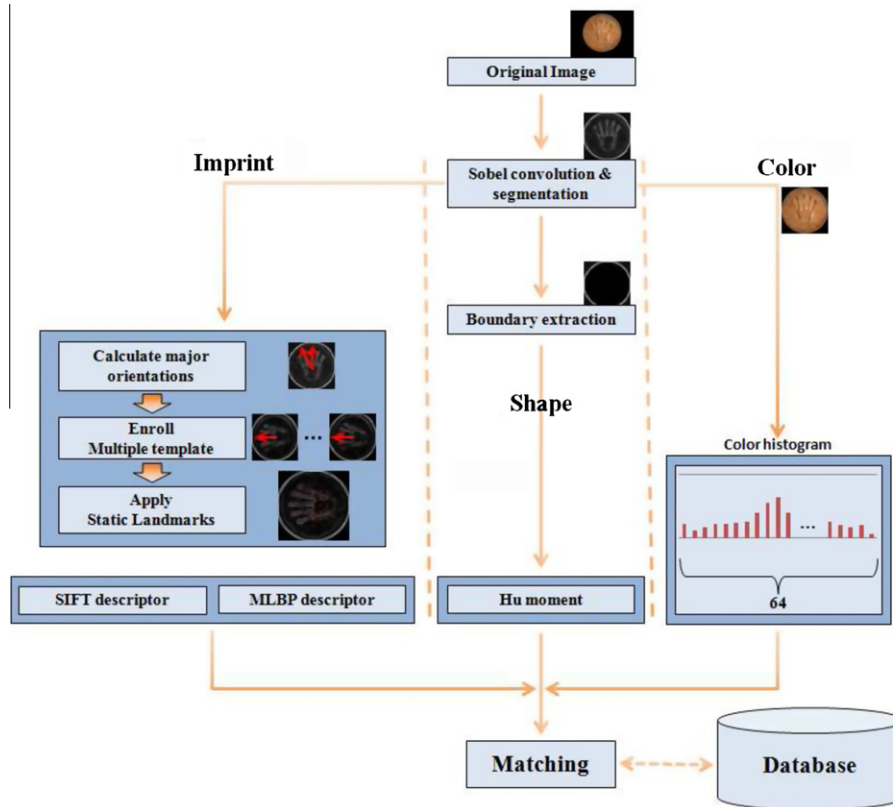 Original Image
Imprint
Sobel convolution &
segmentation
Color
Boundary extraction
Calculate major
orientations
Enroll
Multiple template
...
Apply
Static Landmarks
Shape
Color histogram
...
64
SIFT descriptor
MLBP descriptor
Hu moment
Matching
Database